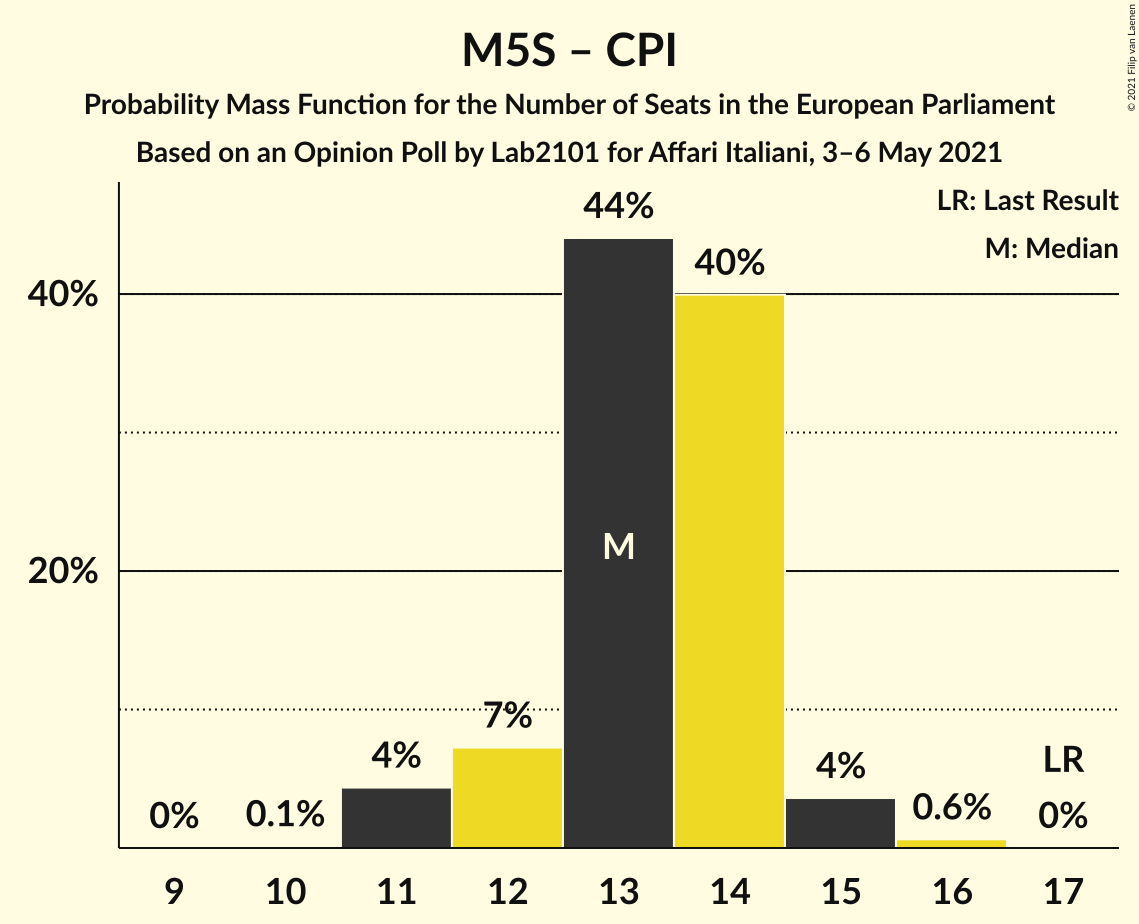 M5S – CPI
Probability Mass Function for the Number of Seats in the European Parliament
Based on an Opinion Poll by Lab2101 for Affari Italiani, 3–6 May 2021
© 2021 Filip van Laenen
LR: Last Result
M: Median
40%
20%
0%
0.1%
4%
7%
44%
M
40%
4%
0.6%
LR
0%
9 10 11 12 13 14 15 16 17